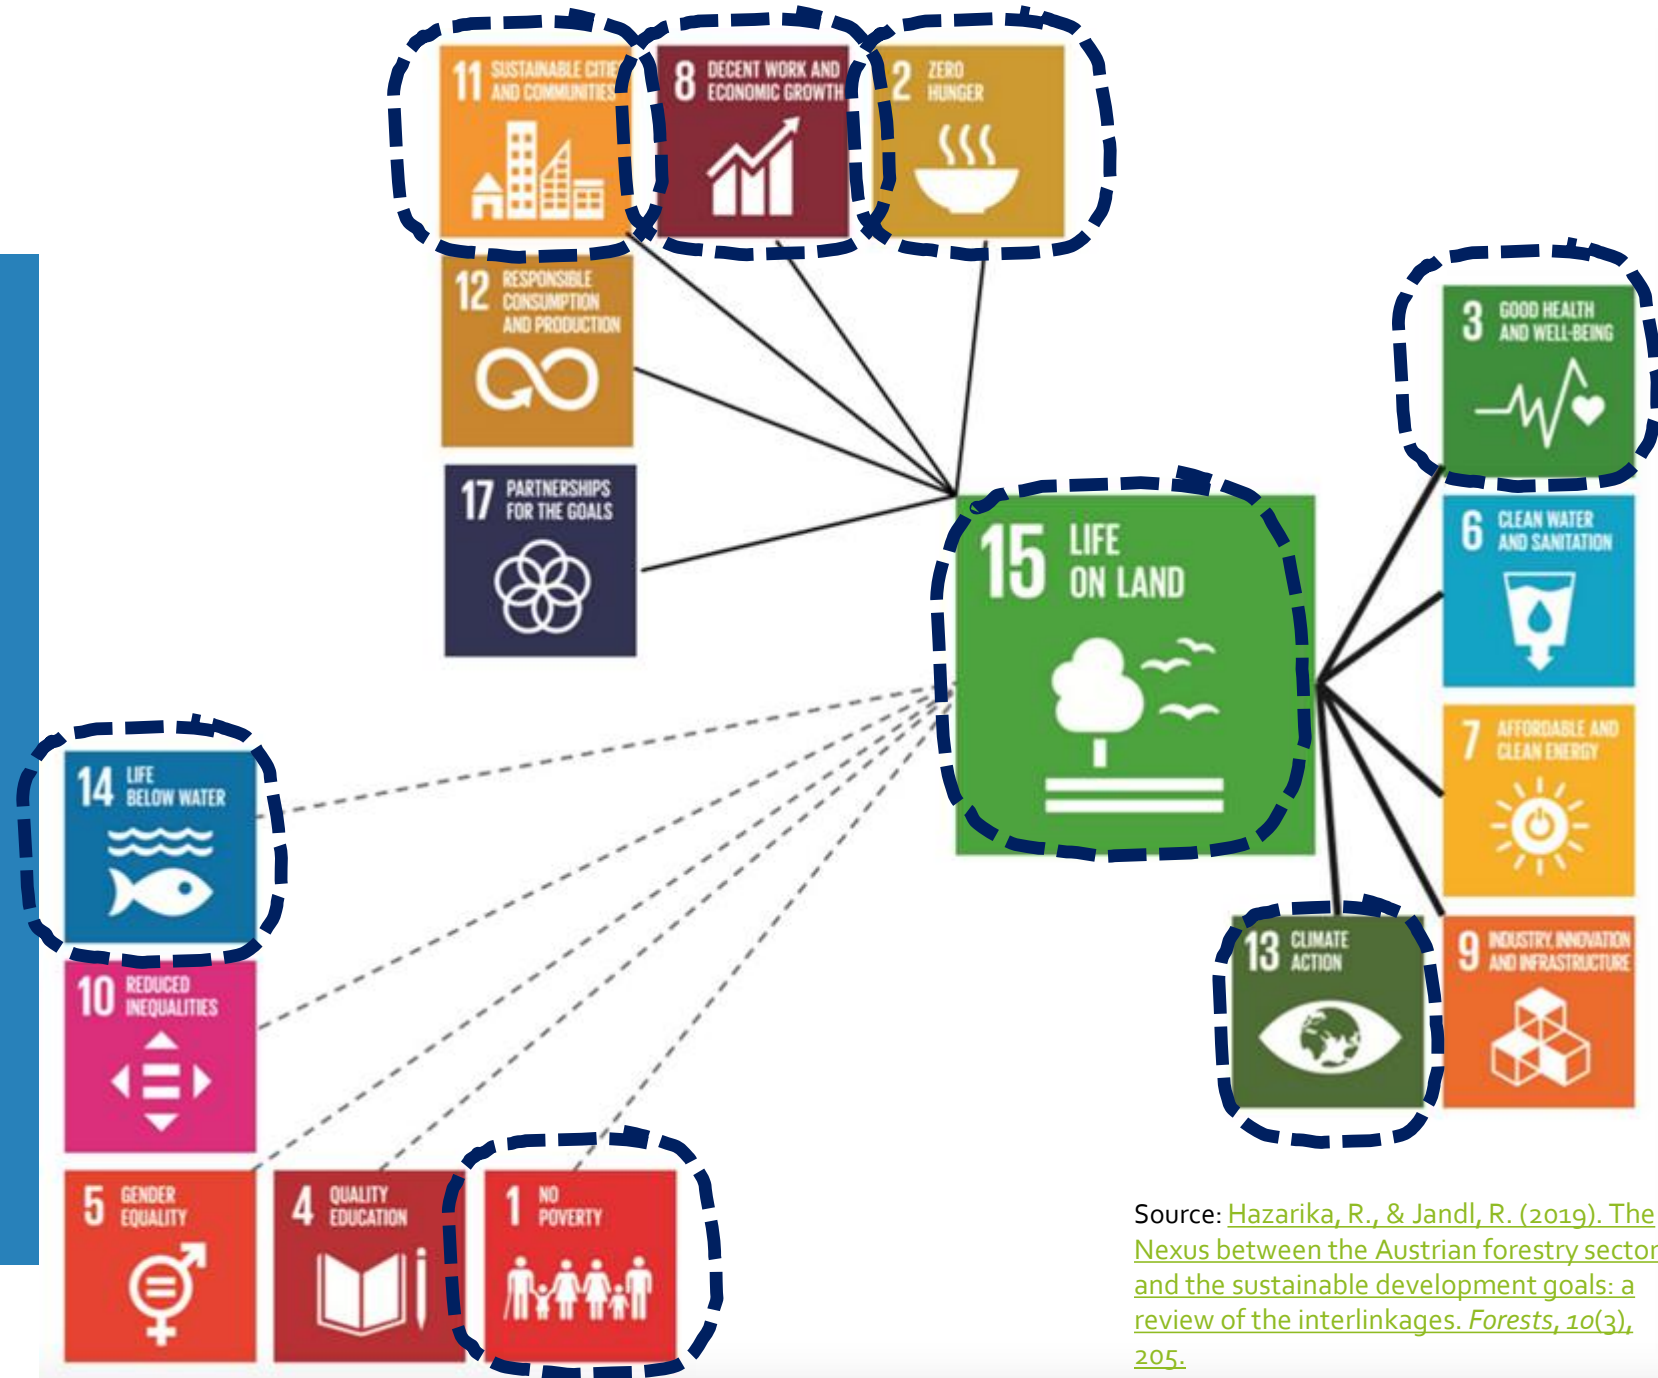 11 SUSTAINABLE CITIES
AND COMMUNITIES
8 DECENT WORK AND
ECONOMIC GROWTH
2 ZERO
HUNGER
12 RESPONSIBLE
CONSUMPTION
AND PRODUCTION
17 PARTNERSHIPS
FOR THE GOALS
3 GOOD HEALTH
AND WELL-BEING
15 LIFE
ON LAND
6 CLEAN WATER
AND SANITATION
7 AFFORDABLE AND
CLEAN ENERGY
14 LIFE
BELOW WATER
13 CLIMATE
ACTION
9 INDUSTRY, INNOVATION
AND INFRASTRUCTURE
10 REDUCED
INEQUALITIES
5 GENDER
EQUALITY
4 QUALITY
EDUCATION
1 NO
POVERTY
Source: Hazarika, R., & Jandl, R. (2019). The
Nexus between the Austrian forestry sector
and the sustainable development goals: a
review of the interlinkages. Forests, 10(3),
205.